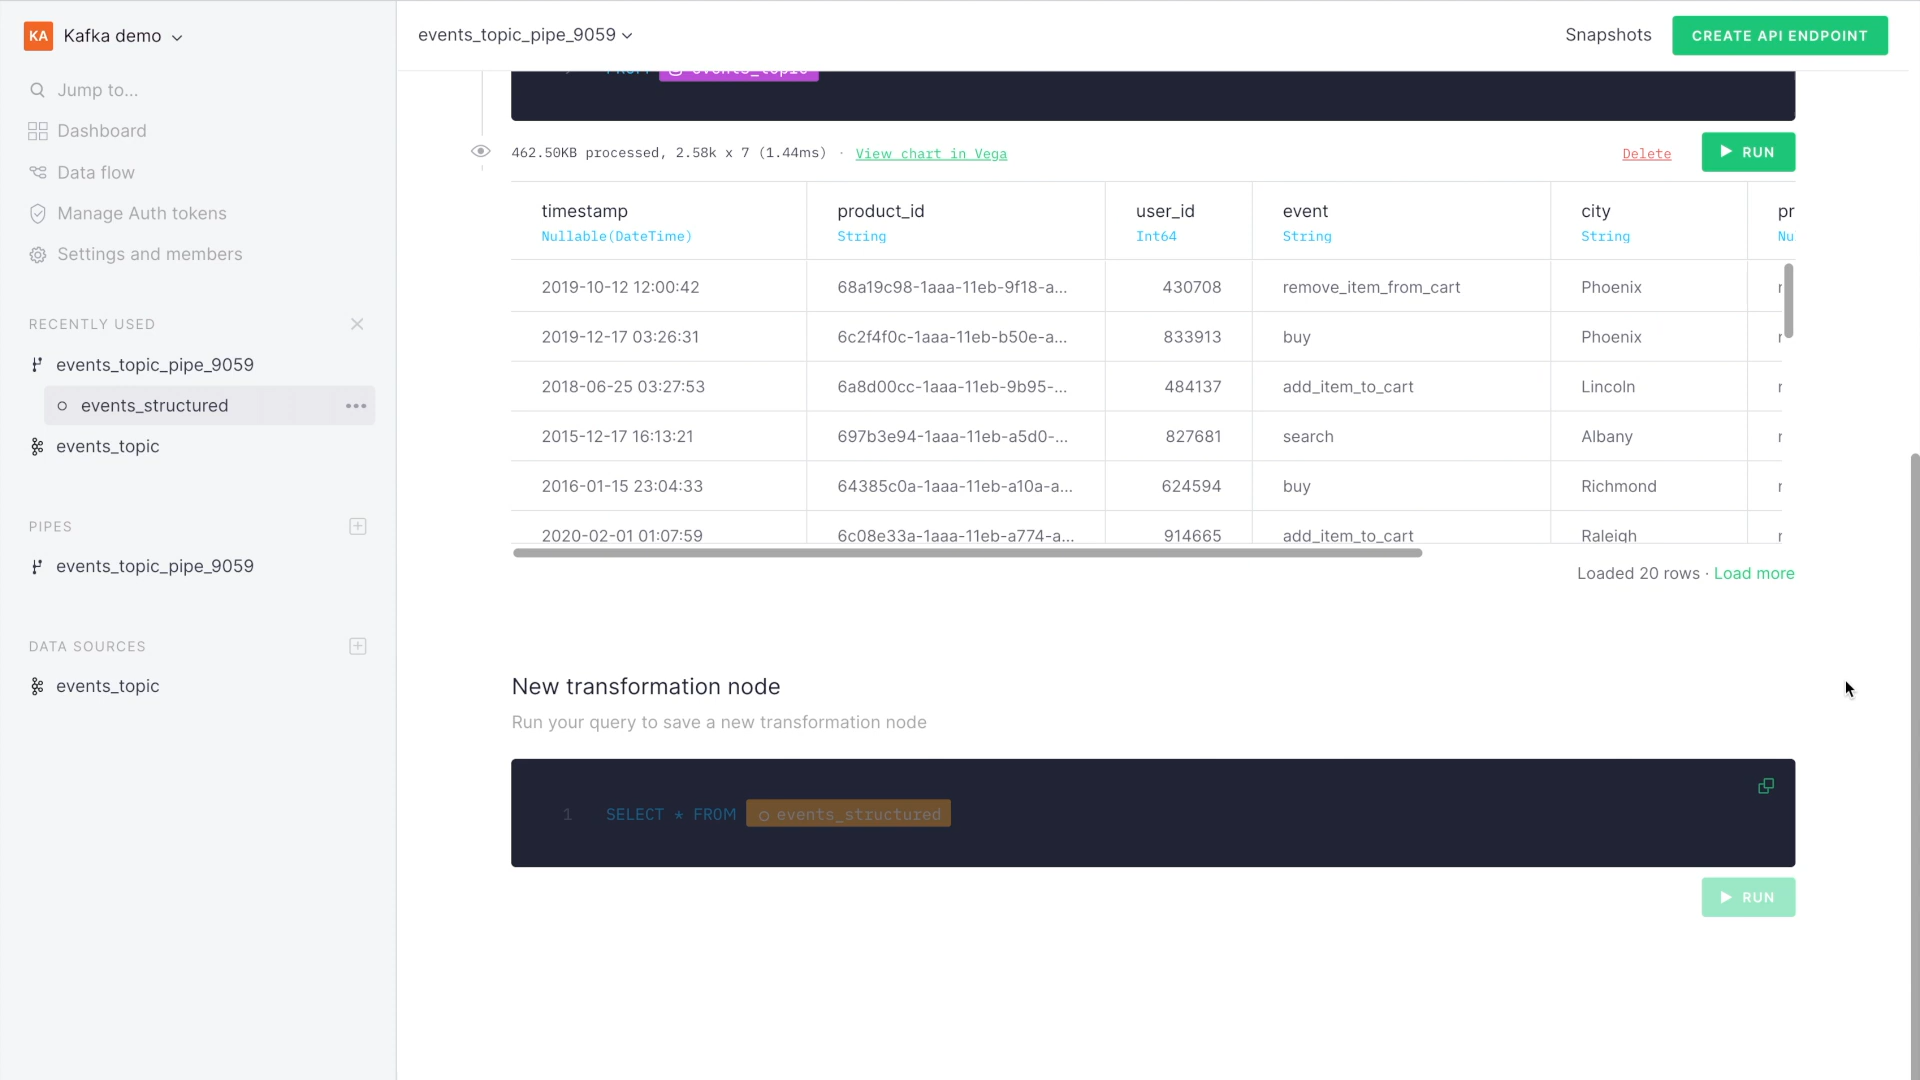 KA Kafka demo
events_topic_pipe_9059
Snapshots
CREATE API ENDPOINT
Jump to...
Dashboard
Data flow
Manage Auth tokens
Settings and members
RECENTLY USED
events_topic_pipe_9059
events_structured
events_topic
PIPES
events_topic_pipe_9059
DATA SOURCES
events_topic
FROM events_topic
462.50KB processed, 2.58k x 7 (1.44ms) · View chart in Vega
Delete
RUN
timestamp product_id user_id event city pr
Nullable(DateTime) String Int64 String String Nu
2019-10-12 12:00:42 68a19c98-1aaa-11eb-9f18-a... 430708 remove_item_from_cart Phoenix
2019-12-17 03:26:31 6c2f4f0c-1aaa-11eb-b50e-a... 833913 buy Phoenix
2018-06-25 03:27:53 6a8d00cc-1aaa-11eb-9b95-... 484137 add_item_to_cart Lincoln
2015-12-17 16:13:21 697b3e94-1aaa-11eb-a5d0-... 827681 search Albany
2016-01-15 23:04:33 64385c0a-1aaa-11eb-a10a-a... 624594 buy Richmond
2020-02-01 01:07:59 6c08e33a-1aaa-11eb-a774-a... 914665 add_item_to_cart Raleigh
Loaded 20 rows · Load more
New transformation node
Run your query to save a new transformation node
1 SELECT * FROM events_structured
RUN